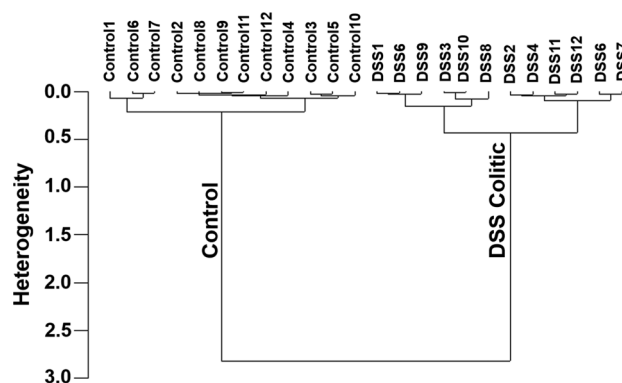 Control1
Control6
Control7
Control2
Control8
Control9
Control11
Control12
Control4
Control3
Control5
Control10
DSS1
DSS6
DSS9
DSS3
DSS10
DSS8
DSS2
DSS4
DSS11
DSS12
DSS6
DSS7
0.0
0.5
1.0
1.5
2.0
2.5
3.0
Heterogeneity
Control
DSS Colitic